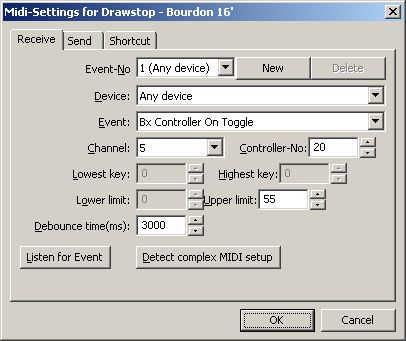 Midi-Settings for Drawstop - Bourdon 16'
Receive Send Shortcut
Event-No 1 (Any device) New Delete
Device: Any device
Event: Bx Controller On Toggle
Channel: 5 Controller-No: 20
Lowest key: 0 Highest key: 0
Lower limit: 0 Upper limit: 55
Debounce time(ms): 3000
Listen for Event Detect complex MIDI setup
OK Cancel